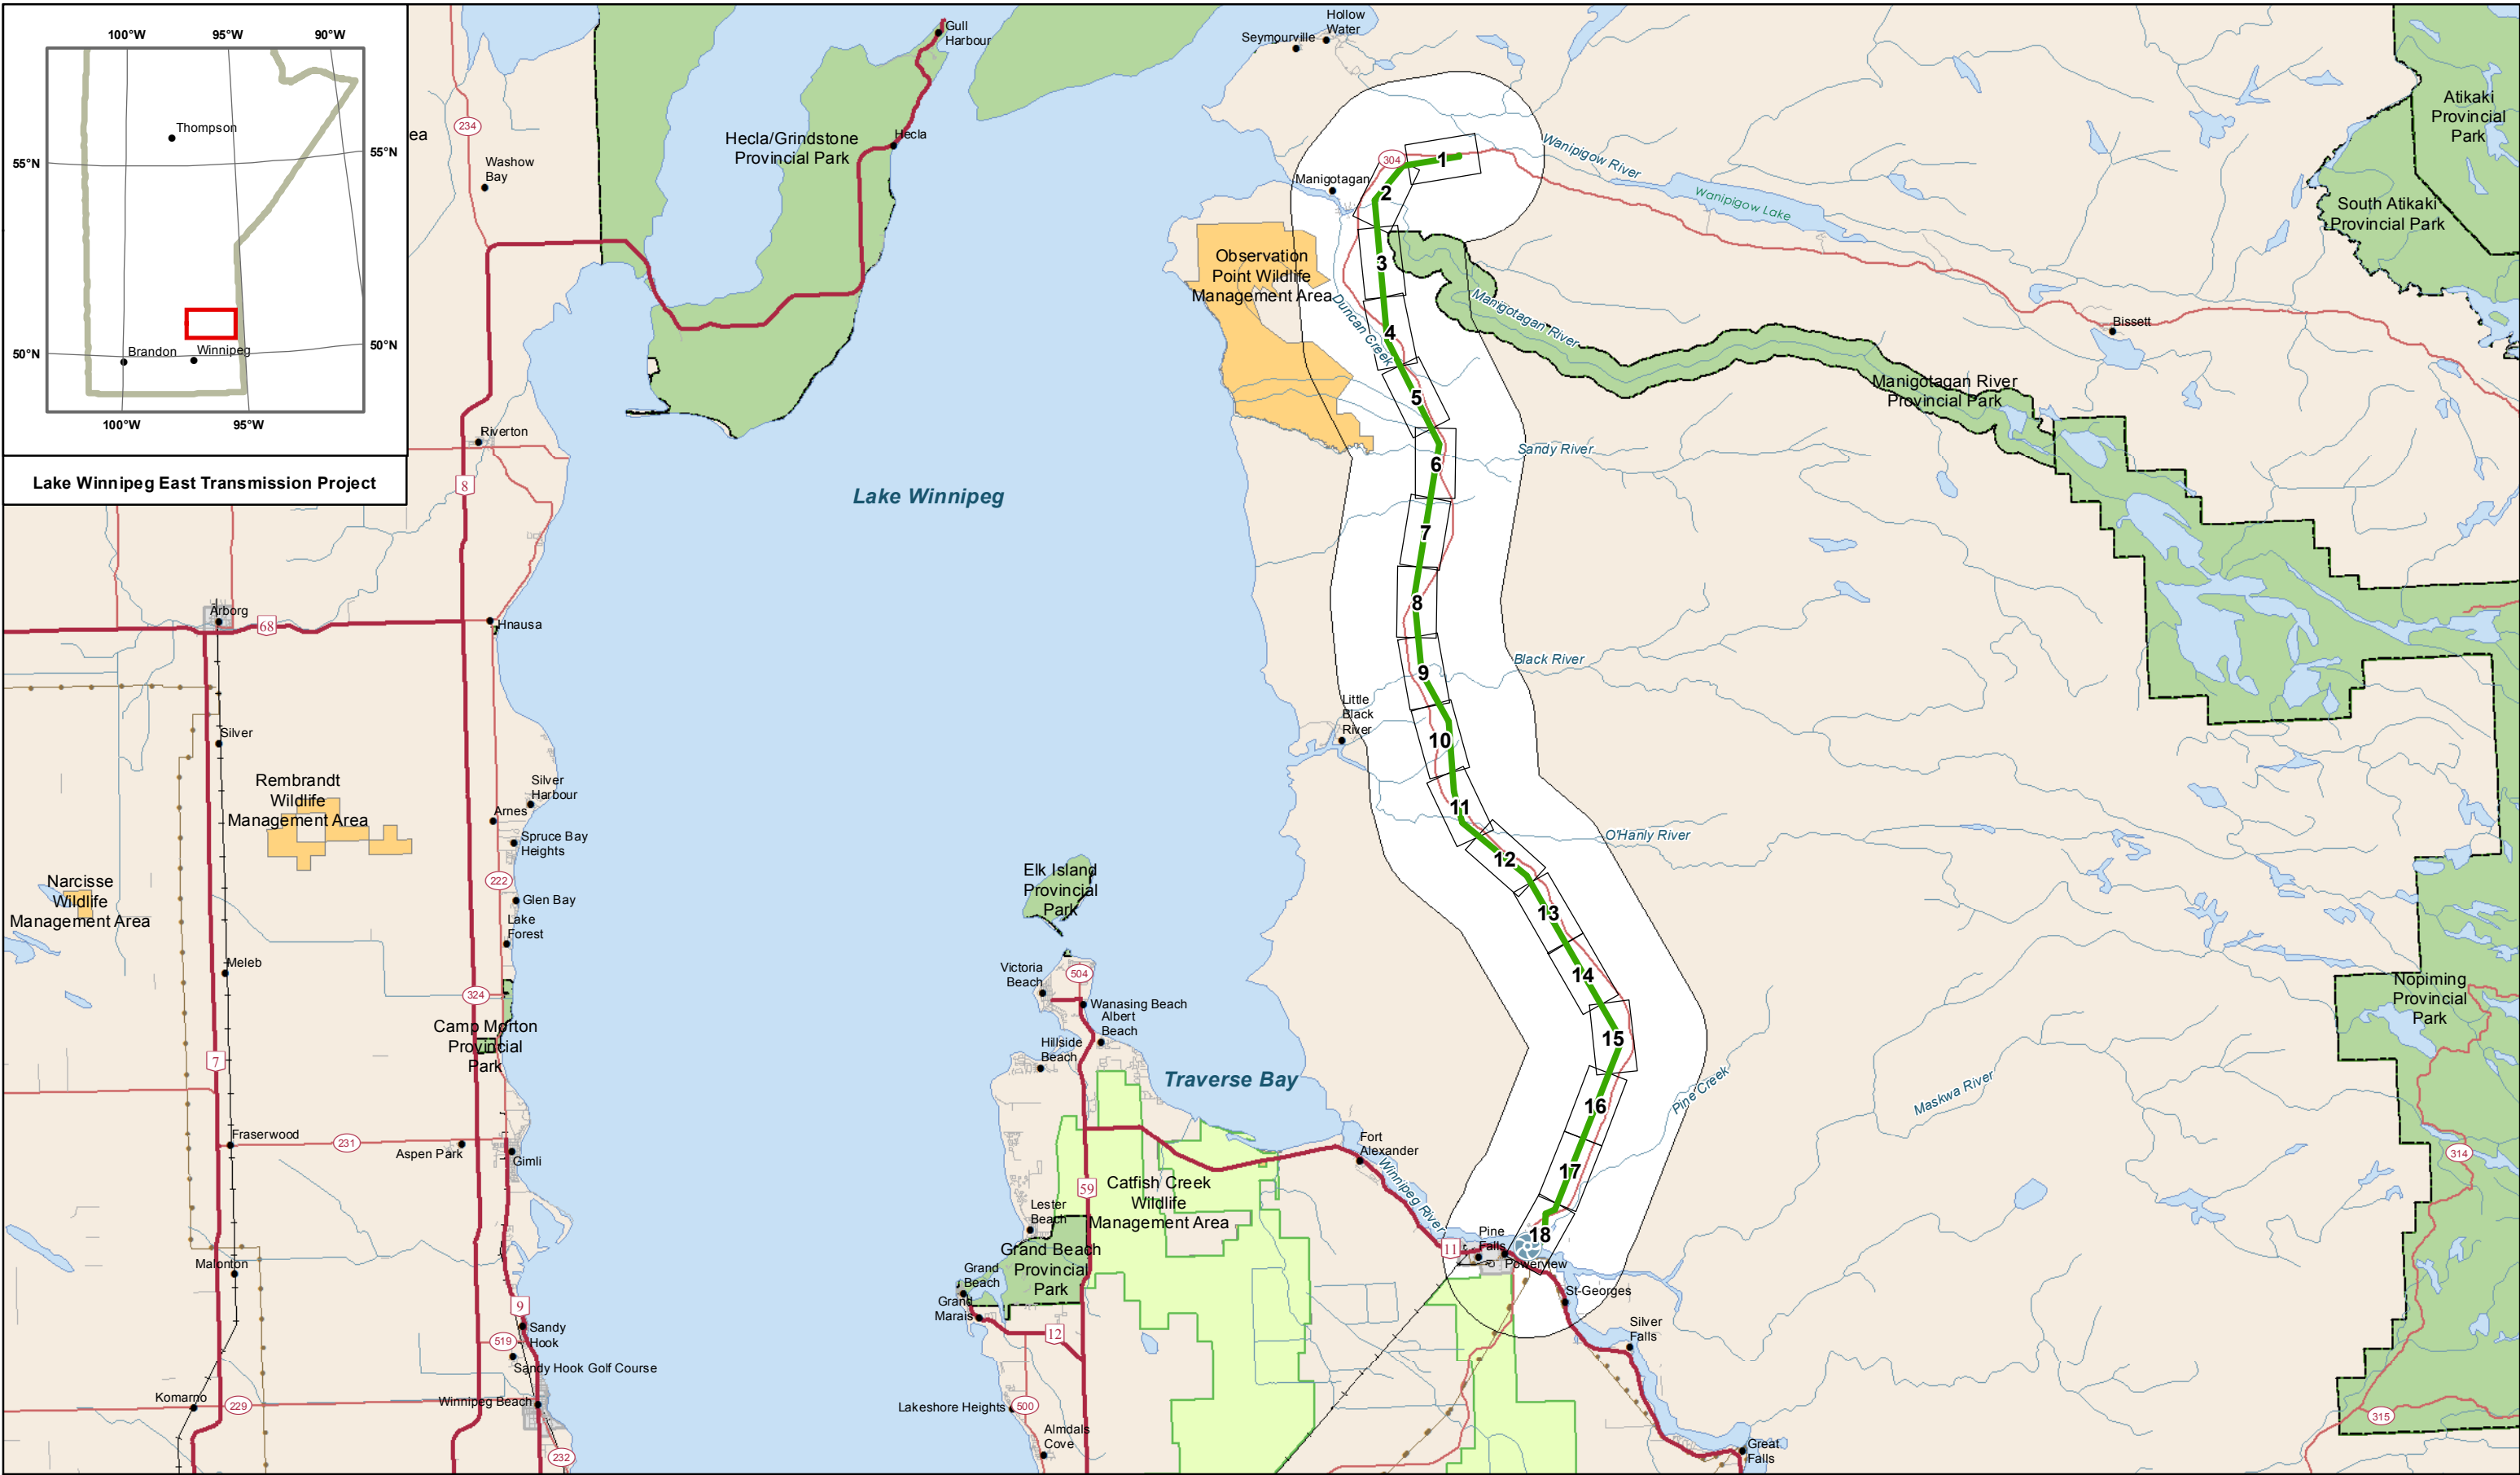 100°W
95°W
90°W
Thompson
55°N
55°N
50°N
50°N
Brandon
Winnipeg
100°W
95°W
Lake Winnipeg East Transmission Project
ea
234
Washow
Bay
Gull
Harbour
Hecla
Hecla/Grindstone
Provincial Park
Hollow
Water
Seymourville
Manigotagan
304
Wanipigow River
Wanipigow Lake
Atikaki
Provincial
Park
South Atikaki
Provincial Park
Observation
Point Wildlife
Management Area
Duncan Creek
Manigotagan River
Bissett
Manigotagan River
Provincial Park
1
2
3
4
5
6
7
8
9
10
11
12
13
14
15
16
17
18
Riverton
8
Lake Winnipeg
Sandy River
Arborg
68
Hnausa
Black River
Little
Black
River
Silver
Rembrandt
Wildlife
Management Area
Silver
Harbour
Arnes
Spruce Bay
Heights
O'Hanly River
Narcisse
Wildlife
Management Area
222
Glen Bay
Lake
Forest
Elk Island
Provincial
Park
Meleb
324
Victoria
Beach
504
Wanasing Beach
Albert
Beach
Hillside
Beach
Nopiming
Provincial
Park
Camp Morton
Provincial
Park
7
Traverse Bay
Pine Creek
Maskwa River
Fraserwood
231
Aspen Park
Gimli
Fort
Alexander
Winnipeg River
314
59
Catfish Creek
Wildlife
Management Area
Lester
Beach
Grand Beach
Provincial
Park
Grand
Beach
Grand
Marais
11
Pine
Falls
Powerview
St-Georges
Malonton
9
Sandy
Hook
519
12
Silver
Falls
Sandy Hook Golf Course
Komarno
229
Winnipeg Beach
Lakeshore Heights
500
315
Almdals
Cove
232
Great
Falls